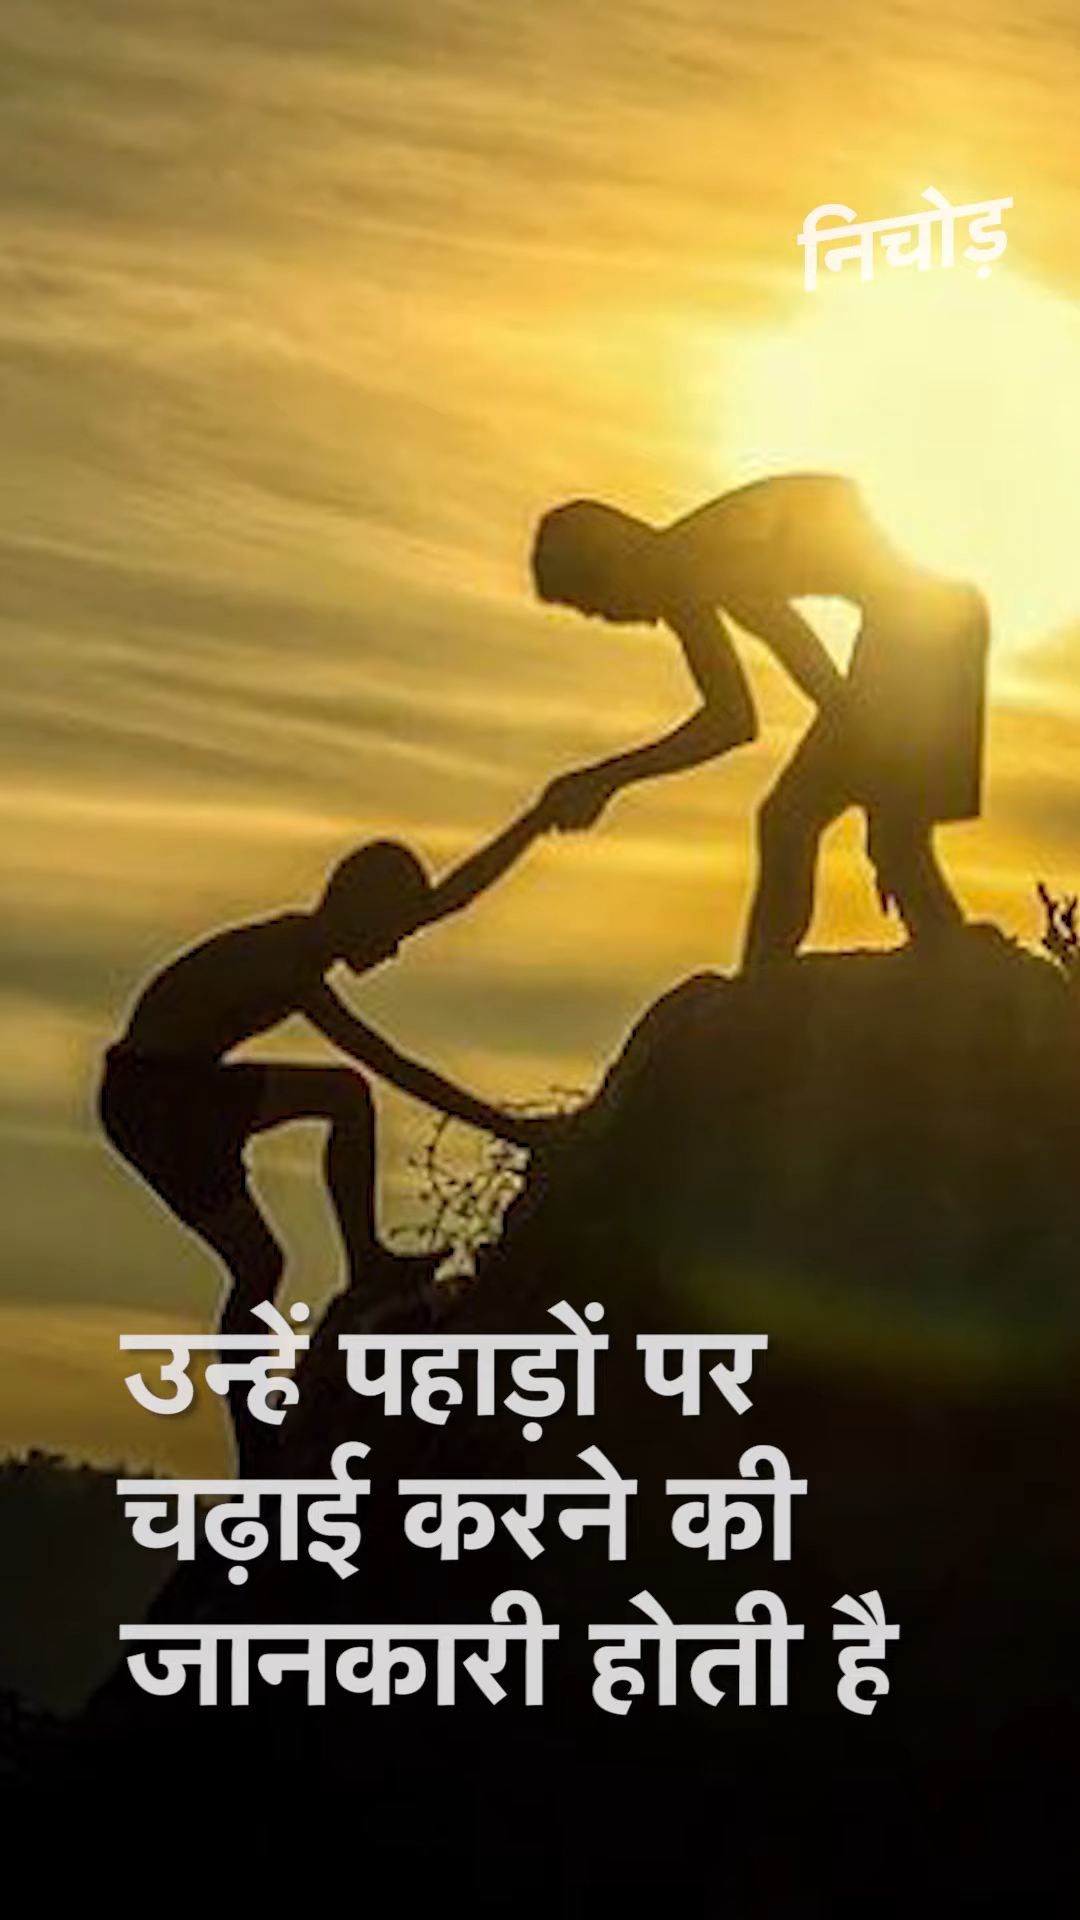 निचोड़
उन्हें पहाड़ों पर
चढ़ाई करने की
जानकारी होती है